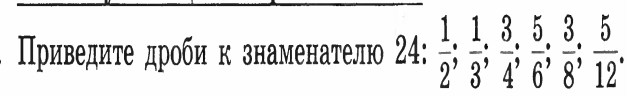 . Приведите дроби к знаменателю 24: 1/2; 1/3; 3/4; 5/6; 3/8; 5/12.